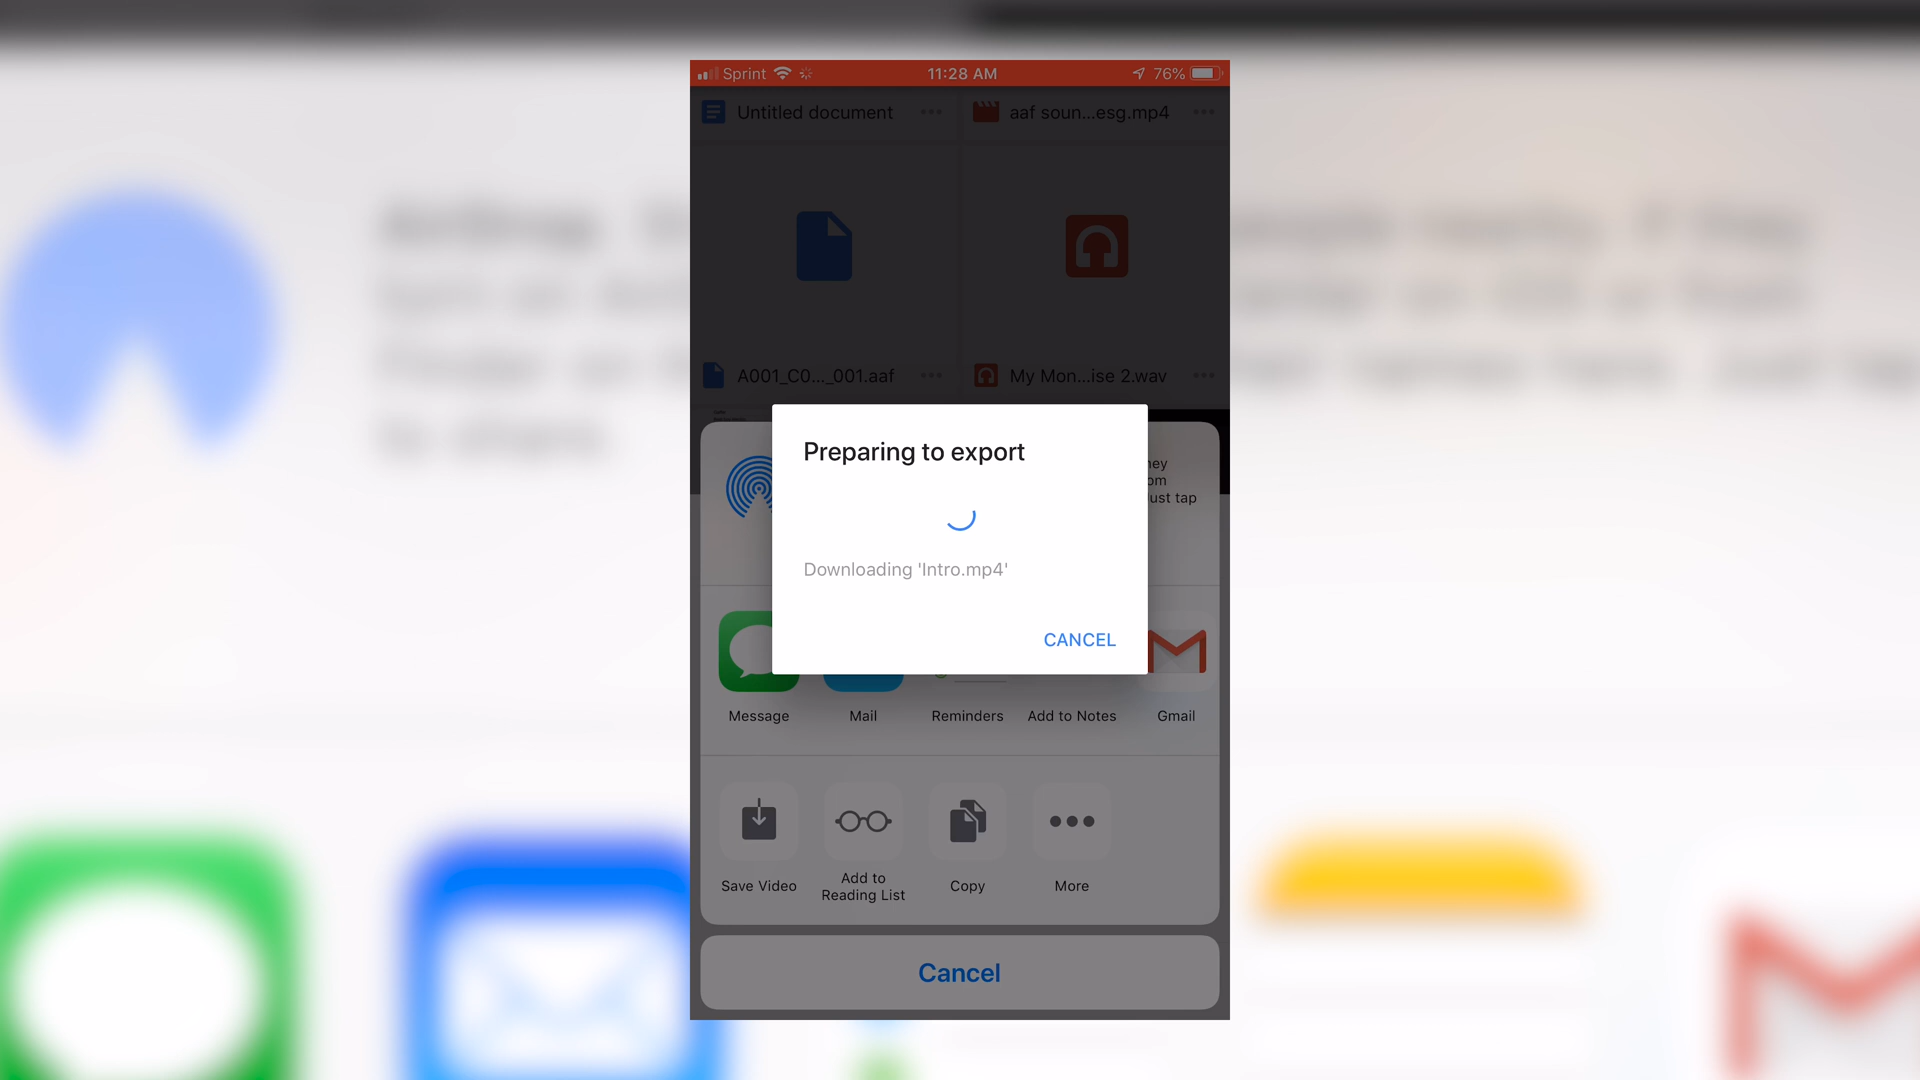 Sprint
11:28 AM
76%
Untitled document
aaf soun...esg.mp4
A001_C0..._001.aaf
My Mon...ise 2.wav
Preparing to export
Downloading 'Intro.mp4'
CANCEL
ust tap
Message
Mail
Reminders
Add to Notes
Gmail
Save Video
Add to
Reading List
Copy
More
Cancel